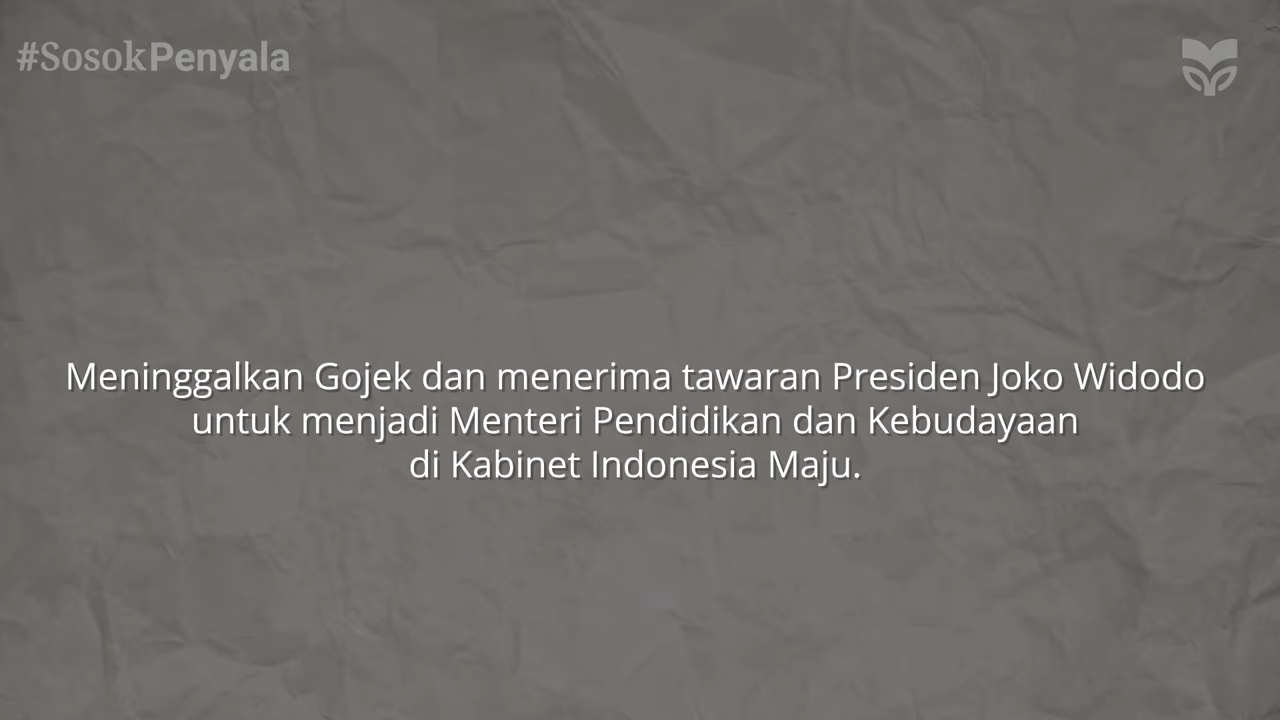 #SosokPenyala
Meninggalkan Gojek dan menerima tawaran Presiden Joko Widodo
untuk menjadi Menteri Pendidikan dan Kebudayaan
di Kabinet Indonesia Maju.